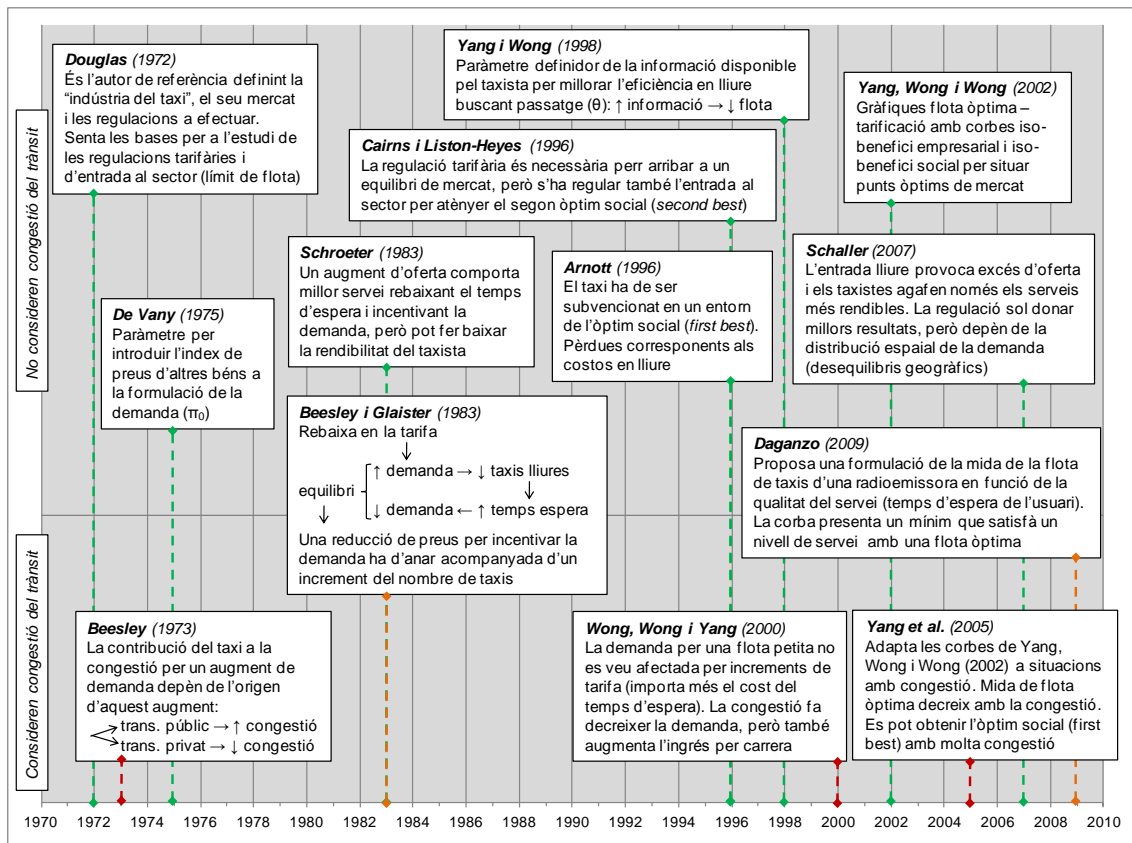 No consideren congestió del trànsit
Consideren congestió del trànsit
Douglas (1972)
És l'autor de referència definint la
"indústria del taxi", el seu mercat
i les regulacions a efectuar.
Senta les bases per a l'estudi de
les regulacions tarifàries i
d'entrada al sector (límit de flota)
De Vany (1975)
Paràmetre per
introduir l'index de
preus d'altres béns a
la formulació de la
demanda (π₀)
Yang i Wong (1998)
Paràmetre definidor de la informació disponible
pel taxista per millorar l'eficiència en lliure
buscant passatge (θ): ↑ informació → ↓ flota
Cairns i Liston-Heyes (1996)
La regulació tarifària és necessària perr arribar a un
equilibri de mercat, però s'ha regular també l'entrada al
sector per atènyer el segon òptim social (second best)
Schroeter (1983)
Un augment d'oferta comporta
millor servei rebaixant el temps
d'espera i incentivant la
demanda, però pot fer baixar
la rendibilitat del taxista
Arnott (1996)
El taxi ha de ser
subvencionat en un entorn
de l'òptim social (first best).
Pèrdues corresponents als
costos en lliure
Yang, Wong i Wong (2002)
Gràfiques flota òptima –
tarificació amb corbes iso-
benefici empresarial i iso-
benefici social per situar
punts òptims de mercat
Schaller (2007)
L'entrada lliure provoca excés d'oferta
i els taxistes agafen només els serveis
més rendibles. La regulació sol donar
millors resultats, però depèn de la
distribució espaial de la demanda
(desequilibris geogràfics)
Beesley i Glaister (1983)
Rebaixa en la tarifa
↑ demanda → ↓ taxis lliures
equilibri
↓ demanda ← ↑ temps espera
Una reducció de preus per incentivar la
demanda ha d'anar acompanyada d'un
increment del nombre de taxis
Daganzo (2009)
Proposa una formulació de la mida de la flota
de taxis d'una radioemissora en funció de la
qualitat del servei (temps d'espera de l'usuari).
La corba presenta un mínim que satisfà un
nivell de servei amb una flota òptima
Beesley (1973)
La contribució del taxi a la
congestió per un augment de
demanda depèn de l'origen
d'aquest augment:
trans. públic → ↑ congestió
trans. privat → ↓ congestió
Wong, Wong i Yang (2000)
La demanda per una flota petita no
es veu afectada per increments de
tarifa (importa més el cost del
temps d'espera). La congestió fa
decreixer la demanda, però també
augmenta l'ingrés per carrera
Yang et al. (2005)
Adapta les corbes de Yang,
Wong i Wong (2002) a situacions
amb congestió. Mida de flota
òptima decreix amb la congestió.
Es pot obtenir l'òptim social (first
best) amb molta congestió
1970 1972 1974 1976 1978 1980 1982 1984 1986 1988 1990 1992 1994 1996 1998 2000 2002 2004 2006 2008 2010